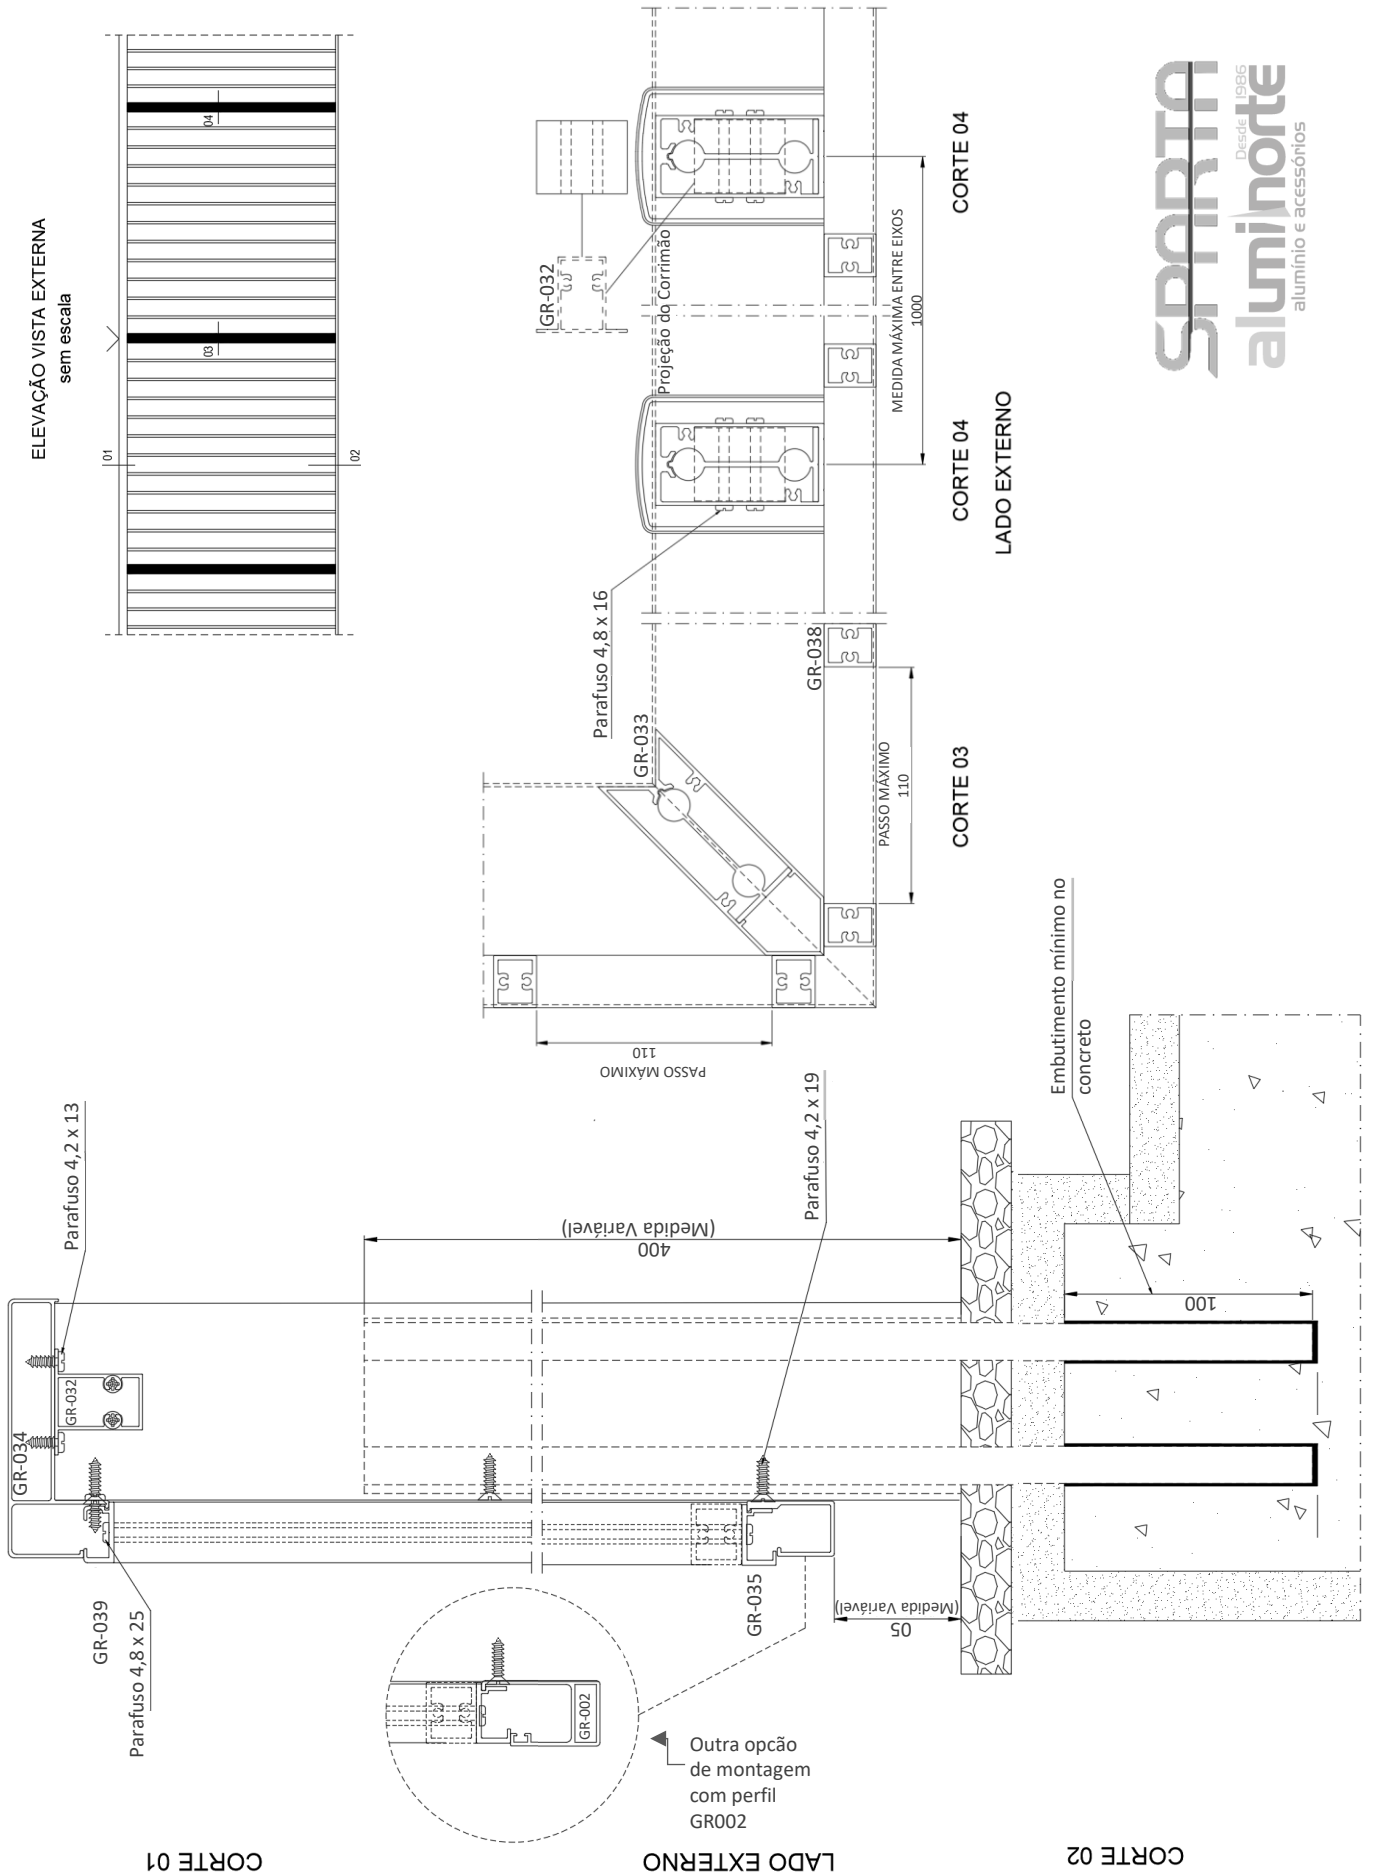 ELEVAÇÃO VISTA EXTERNA
sem escala
01
02
03
04
GR-032
Projeção do Corrimão
Parafuso 4,8 x 16
GR-033
GR-038
MEDIDA MÁXIMA ENTRE EIXOS
1000
PASSO MÁXIMO
110
PASSO MÁXIMO
110
CORTE 03
CORTE 04
CORTE 04
LADO EXTERNO
SPARTA
Desde 1986
aluminorte
alumínio e acessórios
Parafuso 4,2 x 13
GR-034
GR-032
GR-039
Parafuso 4,8 x 25
400
(Medida Variável)
Parafuso 4,2 x 19
GR-035
50
(Medida Variável)
GR-002
Outra opcão
de montagem
com perfil
GR002
Embutimento mínimo no
concreto
100
CORTE 01
LADO EXTERNO
CORTE 02